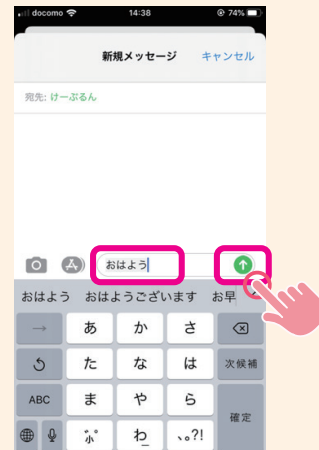 docomo 14:38 74%
新規メッセージ キャンセル
宛先: けーぶるん
おはよう
おはよう おはようござい​ます お早
→ あ か さ
た な は 次候補
ABC ま や ら
確定
わ 、。?!